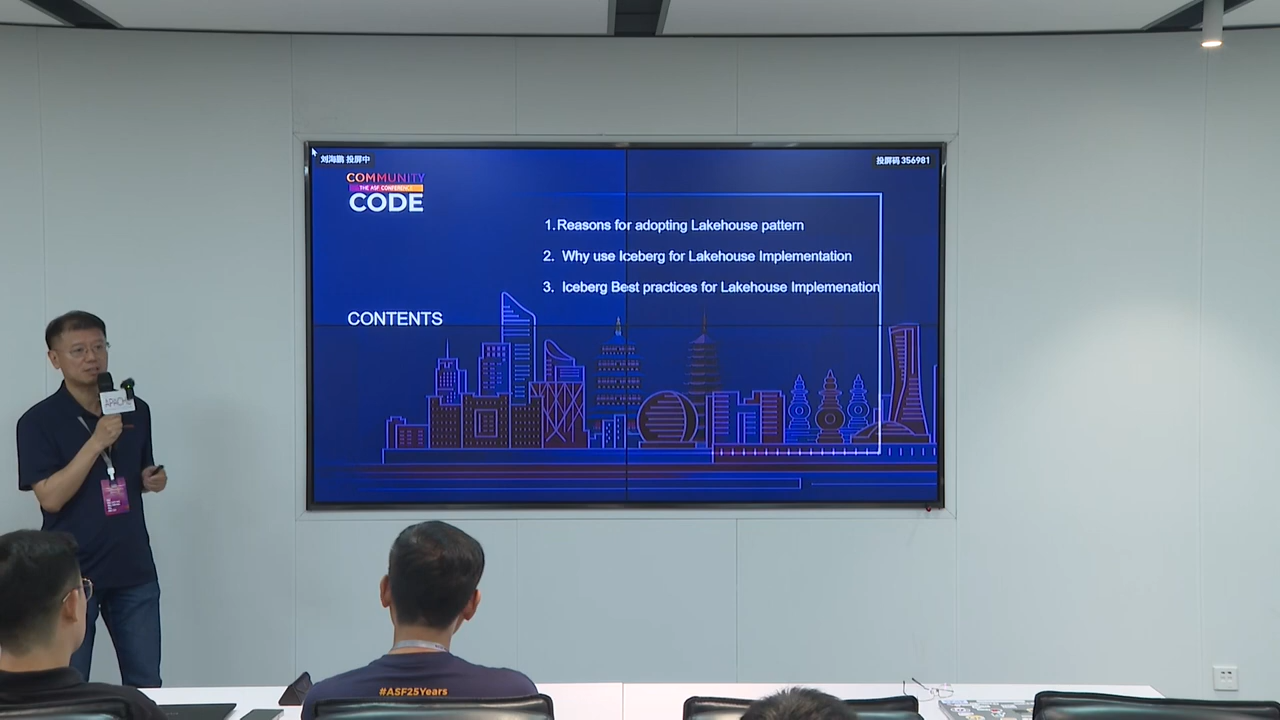 刘海鹏 投屏中
投屏码 356981
COMMUNITY
THE ASF CONFERENCE
CODE
1.Reasons for adopting Lakehouse pattern
2. Why use Iceberg for Lakehouse Implementation
3. Iceberg Best practices for Lakehouse Implemenation
CONTENTS
APACHE
#ASF25Years